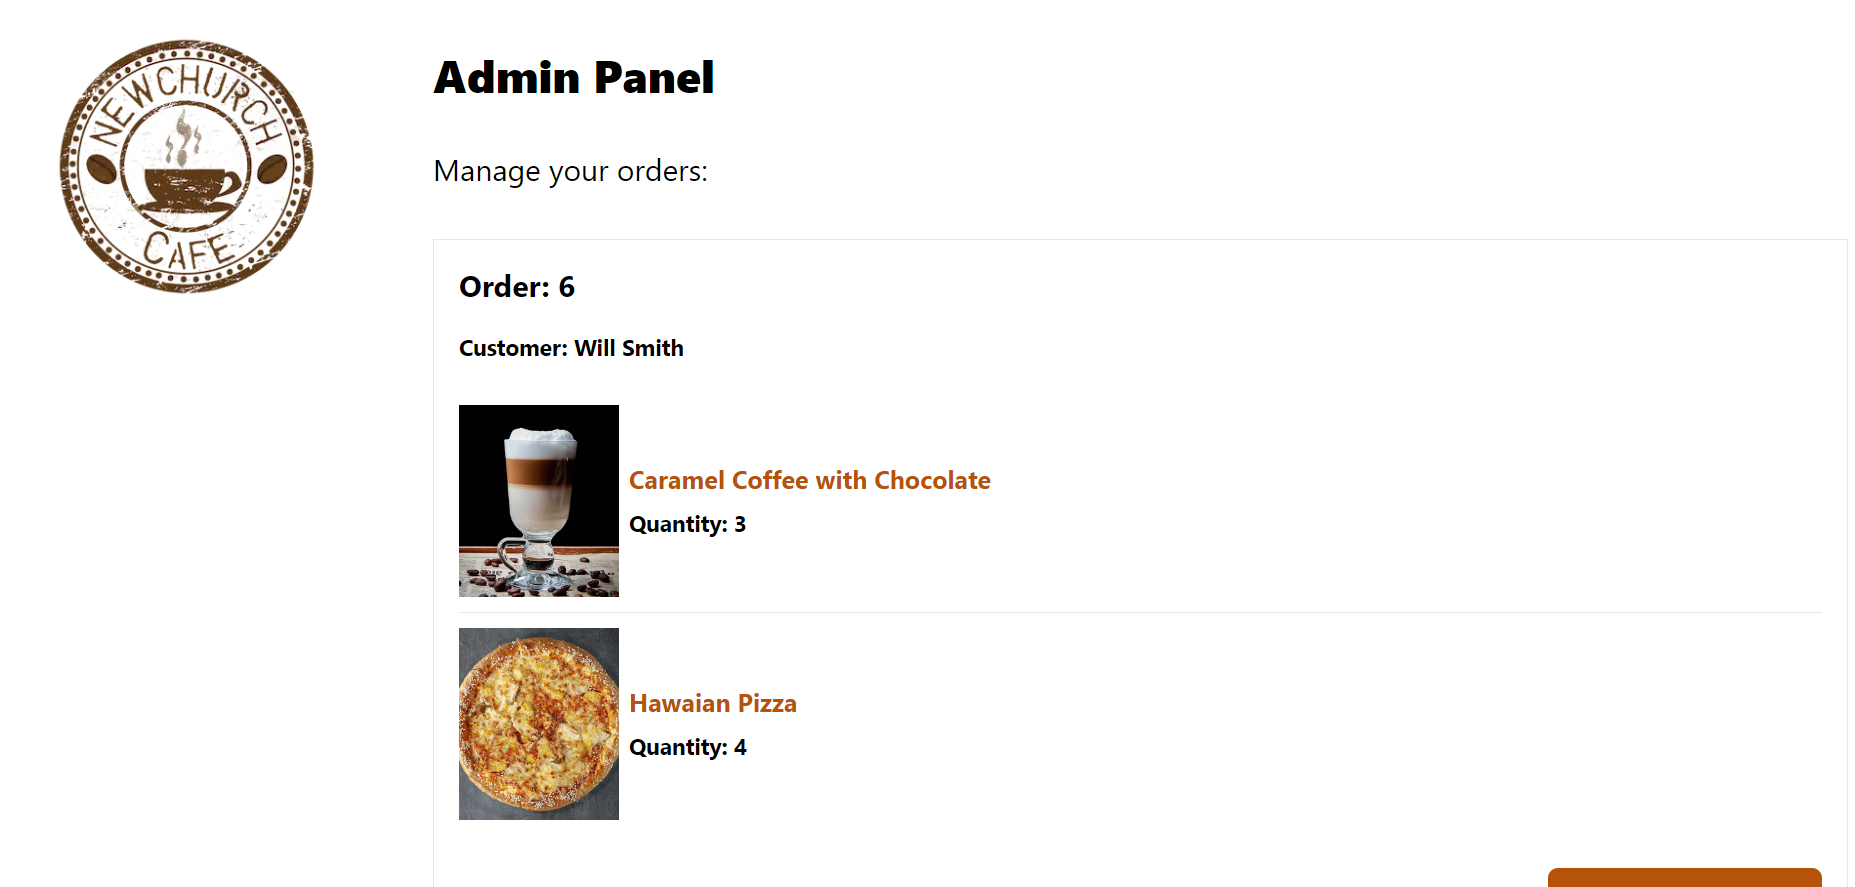 NEWCHURCH
CAFE
Admin Panel
Manage your orders:
Order: 6
Customer: Will Smith
Caramel Coffee with Chocolate
Quantity: 3
Hawaian Pizza
Quantity: 4